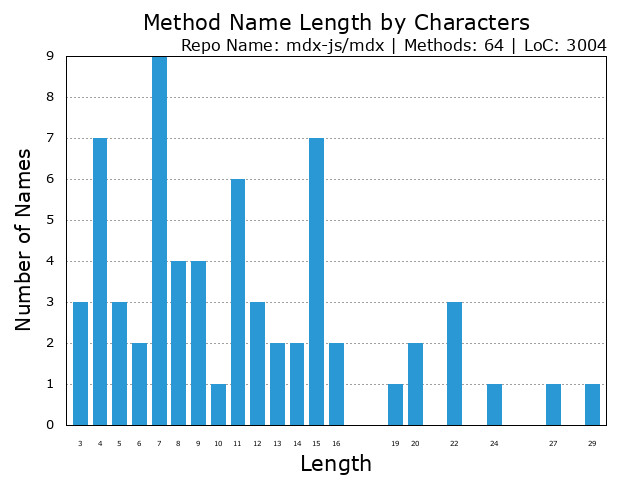 Method Name Length by Characters
Repo Name: mdx-js/mdx | Methods: 64 | LoC: 3004
9
8
7
6
5
4
3
2
1
0
Number of Names
3 4 5 6 7 8 9 10 11 12 13 14 15 16 19 20 22 24 27 29
Length